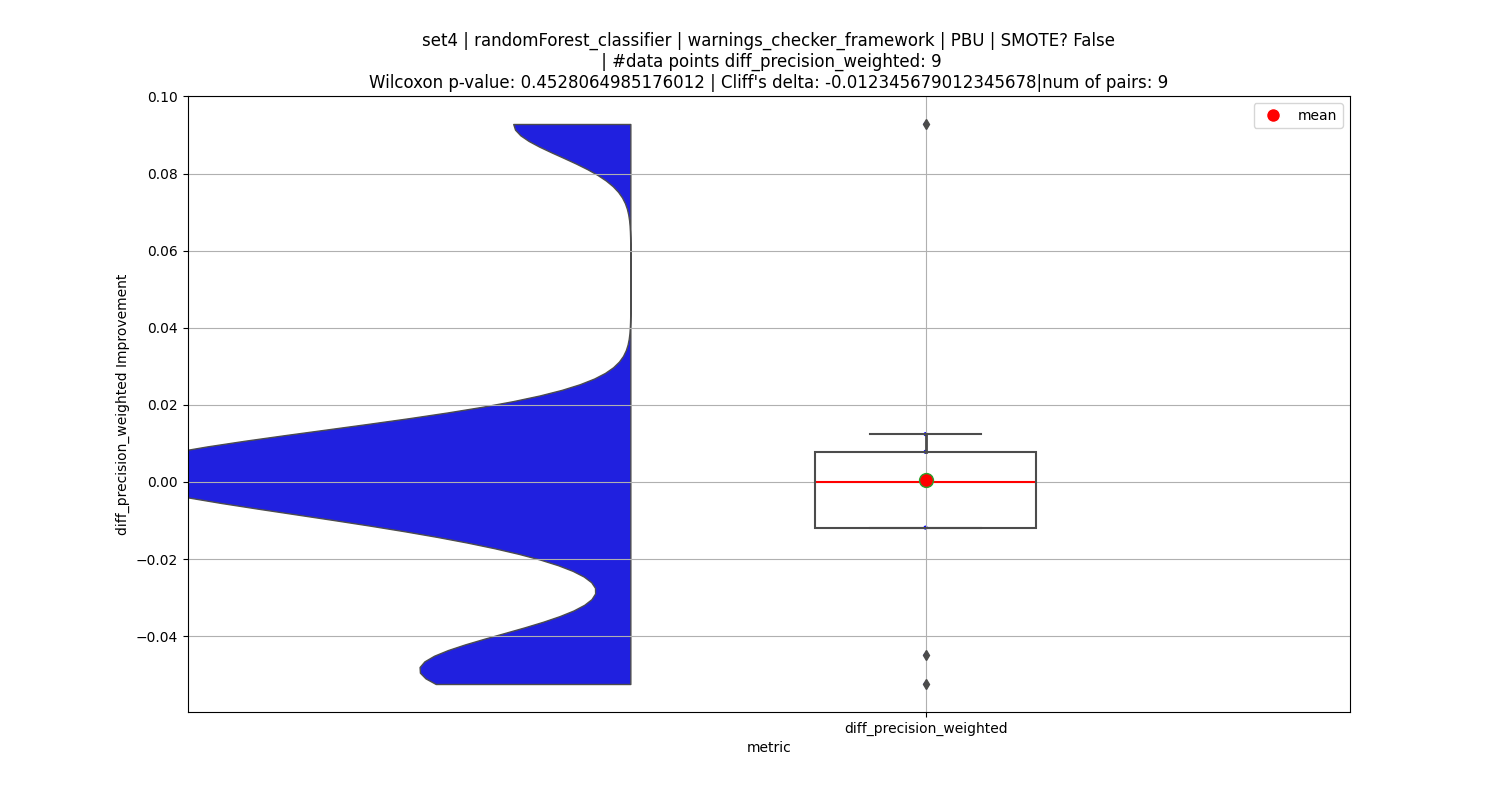 set4 | randomForest_classifier | warnings_checker_framework | PBU | SMOTE? False
| #data points diff_precision_weighted: 9
Wilcoxon p-value: 0.4528064985176012 | Cliff's delta: -0.012345679012345678|num of pairs: 9
mean
0.10
0.08
0.06
0.04
0.02
0.00
−0.02
−0.04
diff_precision_weighted Improvement
diff_precision_weighted
metric